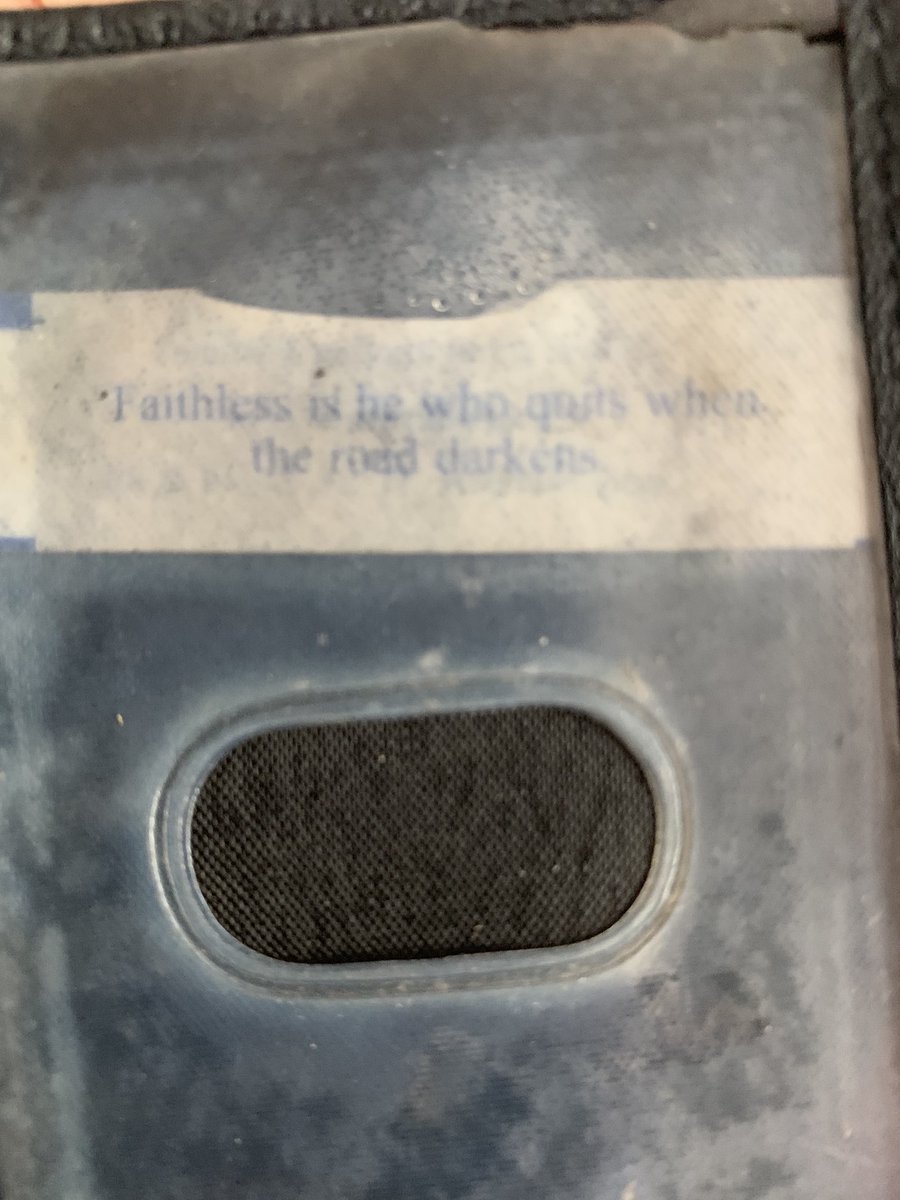 Faithless is he who quits when
the road darkens.